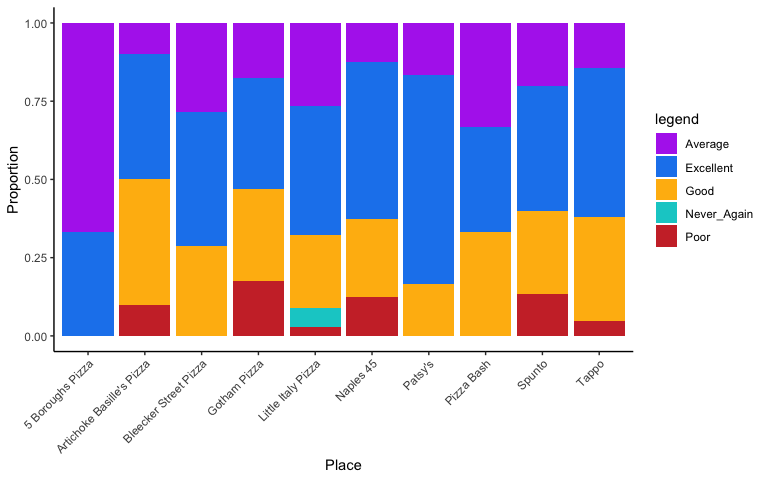 1.00
0.75
0.50
0.25
0.00
Proportion
5 Boroughs Pizza
Artichoke Basille's Pizza
Bleecker Street Pizza
Gotham Pizza
Little Italy Pizza
Naples 45
Patsy's
Pizza Bash
Spunto
Tappo
Place
legend
Average
Excellent
Good
Never_Again
Poor